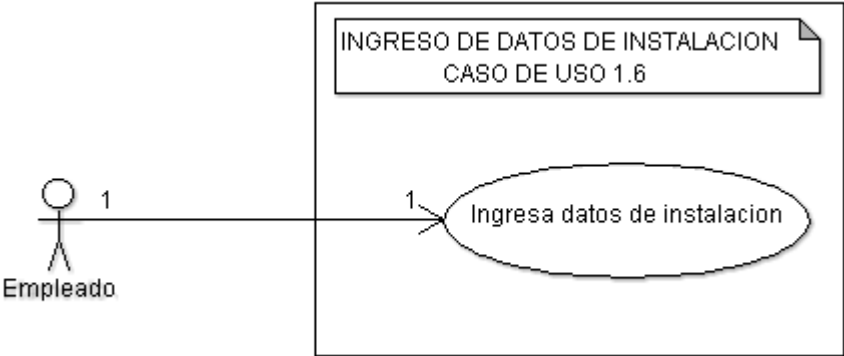 INGRESO DE DATOS DE INSTALACION
CASO DE USO 1.6
1
1
Ingresa datos de instalacion
Empleado